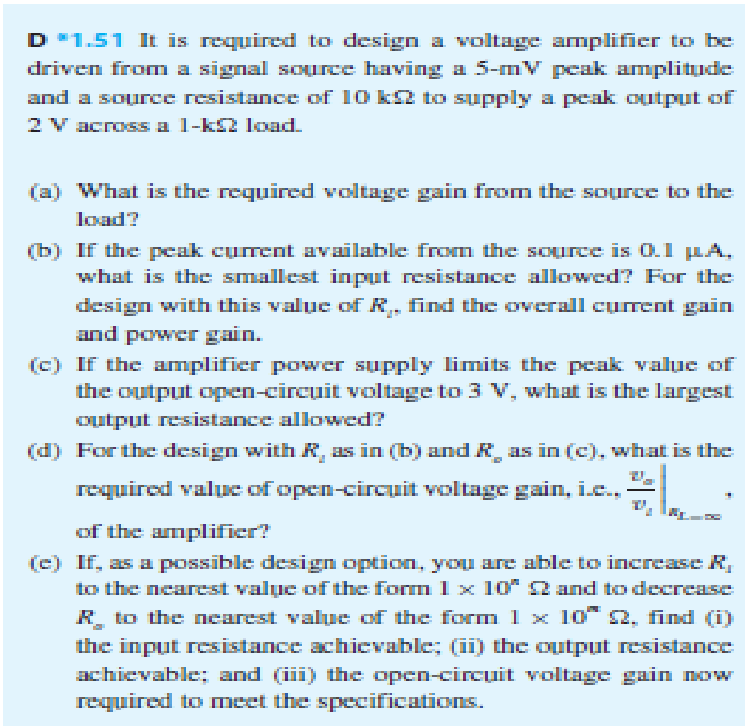 D *1.51 It is required to design a voltage amplifier to be
driven from a signal source having a 5-mV peak amplitude
and a source resistance of 10 kΩ to supply a peak output of
2 V across a 1-kΩ load.
(a) What is the required voltage gain from the source to the
load?
(b) If the peak current available from the source is 0.1 μA,
what is the smallest input resistance allowed? For the
design with this value of Rᵢ, find the overall current gain
and power gain.
(c) If the amplifier power supply limits the peak value of
the output open-circuit voltage to 3 V, what is the largest
output resistance allowed?
(d) For the design with Rᵢ as in (b) and Rₒ as in (c), what is the
required value of open-circuit voltage gain, i.e., vₒ/vᵢ |R_L=∞ ,
of the amplifier?
(e) If, as a possible design option, you are able to increase Rᵢ
to the nearest value of the form 1 × 10ⁿ Ω and to decrease
Rₒ to the nearest value of the form 1 × 10ᵐ Ω, find (i)
the input resistance achievable; (ii) the output resistance
achievable; and (iii) the open-circuit voltage gain now
required to meet the specifications.